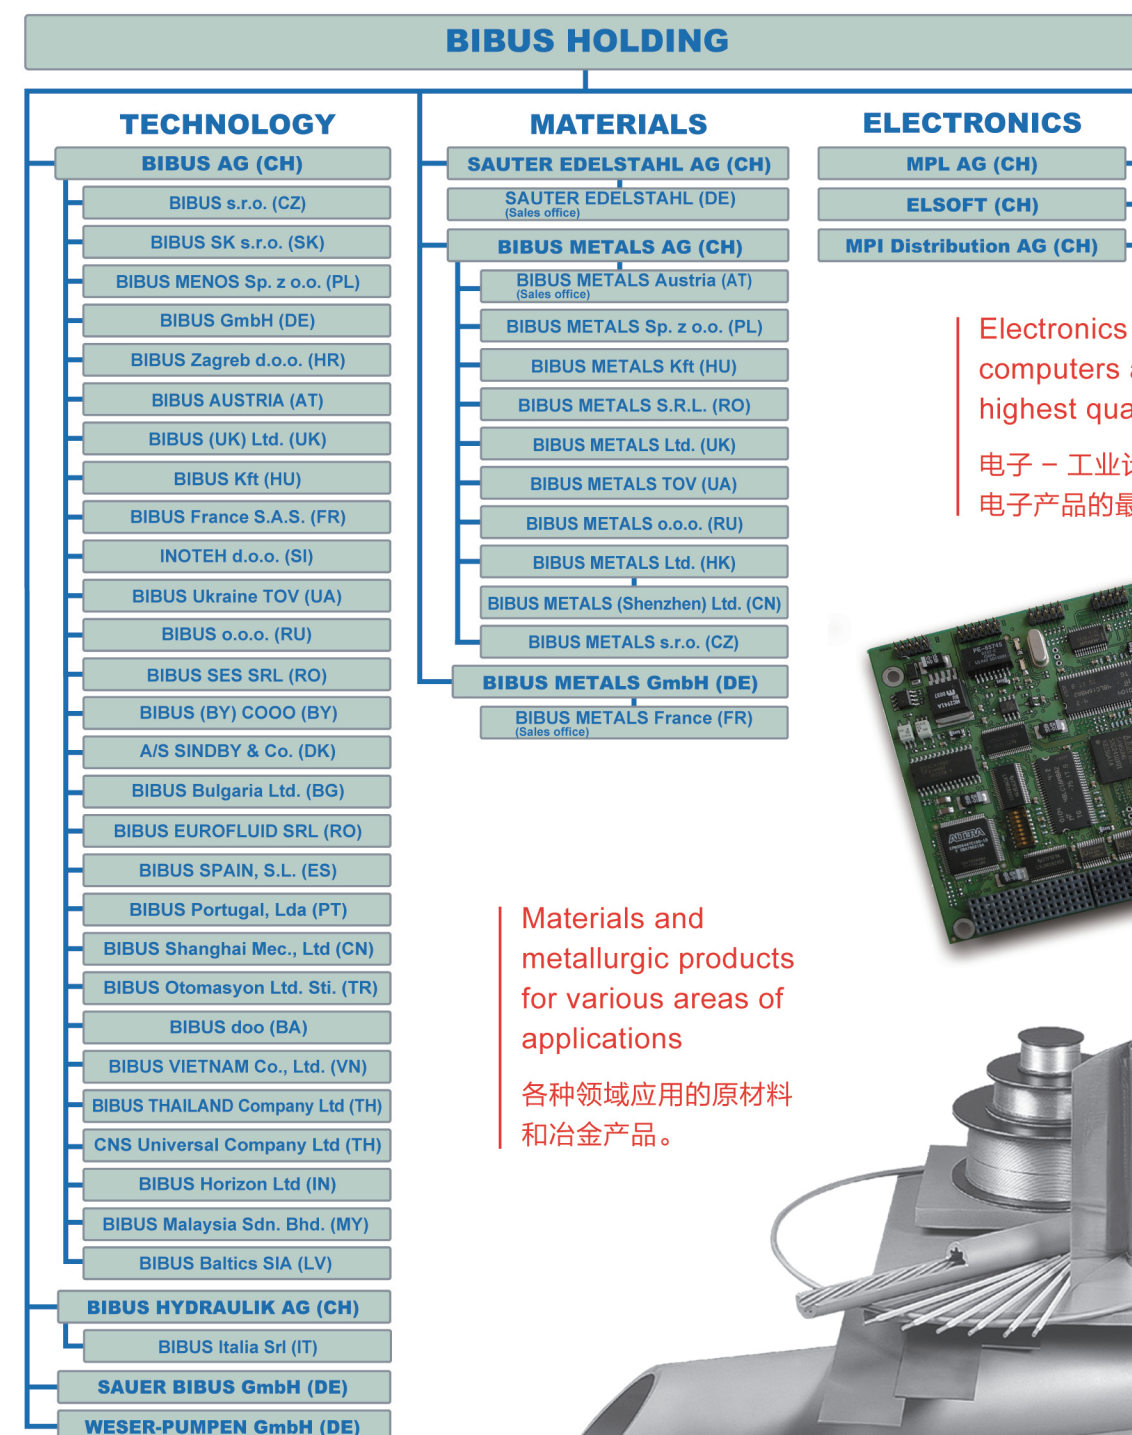 BIBUS HOLDING
TECHNOLOGY
BIBUS AG (CH)
BIBUS s.r.o. (CZ)
BIBUS SK s.r.o. (SK)
BIBUS MENOS Sp. z o.o. (PL)
BIBUS GmbH (DE)
BIBUS Zagreb d.o.o. (HR)
BIBUS AUSTRIA (AT)
BIBUS (UK) Ltd. (UK)
BIBUS Kft (HU)
BIBUS France S.A.S. (FR)
INOTEH d.o.o. (SI)
BIBUS Ukraine TOV (UA)
BIBUS o.o.o. (RU)
BIBUS SES SRL (RO)
BIBUS (BY) COOO (BY)
A/S SINDBY & Co. (DK)
BIBUS Bulgaria Ltd. (BG)
BIBUS EUROFLUID SRL (RO)
BIBUS SPAIN, S.L. (ES)
BIBUS Portugal, Lda (PT)
BIBUS Shanghai Mec., Ltd (CN)
BIBUS Otomasyon Ltd. Sti. (TR)
BIBUS doo (BA)
BIBUS VIETNAM Co., Ltd. (VN)
BIBUS THAILAND Company Ltd (TH)
CNS Universal Company Ltd (TH)
BIBUS Horizon Ltd (IN)
BIBUS Malaysia Sdn. Bhd. (MY)
BIBUS Baltics SIA (LV)
BIBUS HYDRAULIK AG (CH)
BIBUS Italia Srl (IT)
SAUER BIBUS GmbH (DE)
WESER-PUMPEN GmbH (DE)
MATERIALS
SAUTER EDELSTAHL AG (CH)
SAUTER EDELSTAHL (DE)
(Sales office)
BIBUS METALS AG (CH)
BIBUS METALS Austria (AT)
(Sales office)
BIBUS METALS Sp. z o.o. (PL)
BIBUS METALS Kft (HU)
BIBUS METALS S.R.L. (RO)
BIBUS METALS Ltd. (UK)
BIBUS METALS TOV (UA)
BIBUS METALS o.o.o. (RU)
BIBUS METALS Ltd. (HK)
BIBUS METALS (Shenzhen) Ltd. (CN)
BIBUS METALS s.r.o. (CZ)
BIBUS METALS GmbH (DE)
BIBUS METALS France (FR)
(Sales office)
Materials and
metallurgic products
for various areas of
applications
各种领域应用的原材料
和冶金产品。
ELECTRONICS
MPL AG (CH)
ELSOFT (CH)
MPI Distribution AG (CH)
Electronics
computers
highest
电子 – 工业
电子产品的最